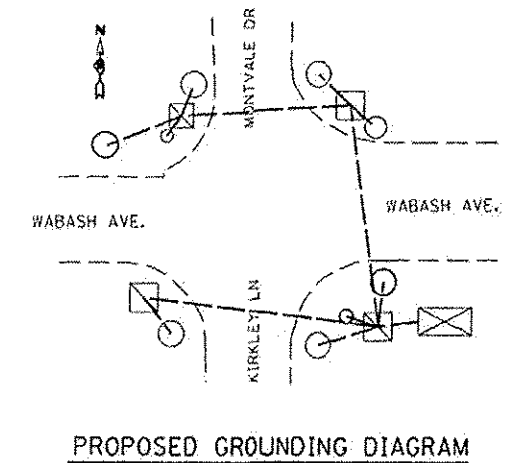 N
MONTVALE DR
WABASH AVE.
WABASH AVE.
KIRKLEY LN
PROPOSED GROUNDING DIAGRAM